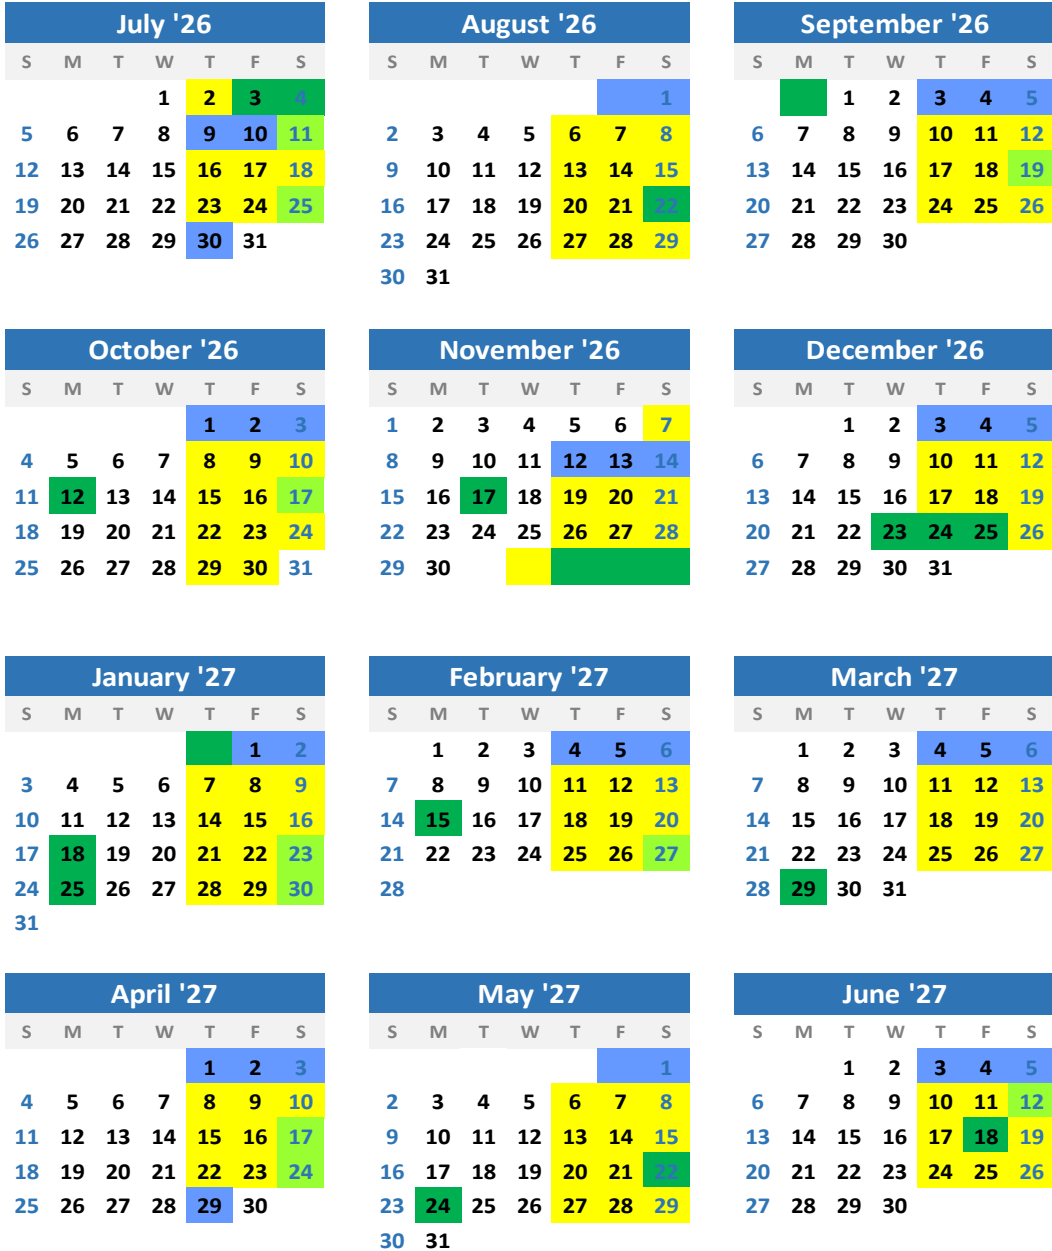 July '26 August '26 September '26
S M T W T F S S M T W T F S S M T W T F S
1 2 3 4 1 1 2 3 4 5
5 6 7 8 9 10 11 2 3 4 5 6 7 8 6 7 8 9 10 11 12
12 13 14 15 16 17 18 9 10 11 12 13 14 15 13 14 15 16 17 18 19
19 20 21 22 23 24 25 16 17 18 19 20 21 22 20 21 22 23 24 25 26
26 27 28 29 30 31 23 24 25 26 27 28 29 27 28 29 30
30 31
October '26 November '26 December '26
S M T W T F S S M T W T F S S M T W T F S
1 2 3 1 2 3 4 5 6 7 1 2 3 4 5
4 5 6 7 8 9 10 8 9 10 11 12 13 14 6 7 8 9 10 11 12
11 12 13 14 15 16 17 15 16 17 18 19 20 21 13 14 15 16 17 18 19
18 19 20 21 22 23 24 22 23 24 25 26 27 28 20 21 22 23 24 25 26
25 26 27 28 29 30 31 29 30 27 28 29 30 31
January '27 February '27 March '27
S M T W T F S S M T W T F S S M T W T F S
1 2 1 2 3 4 5 6 1 2 3 4 5 6
3 4 5 6 7 8 9 7 8 9 10 11 12 13 7 8 9 10 11 12 13
10 11 12 13 14 15 16 14 15 16 17 18 19 20 14 15 16 17 18 19 20
17 18 19 20 21 22 23 21 22 23 24 25 26 27 21 22 23 24 25 26 27
24 25 26 27 28 29 30 28 28 29 30 31
31
April '27 May '27 June '27
S M T W T F S S M T W T F S S M T W T F S
1 2 3 1 1 2 3 4 5
4 5 6 7 8 9 10 2 3 4 5 6 7 8 6 7 8 9 10 11 12
11 12 13 14 15 16 17 9 10 11 12 13 14 15 13 14 15 16 17 18 19
18 19 20 21 22 23 24 16 17 18 19 20 21 22 20 21 22 23 24 25 26
25 26 27 28 29 30 23 24 25 26 27 28 29 27 28 29 30
30 31